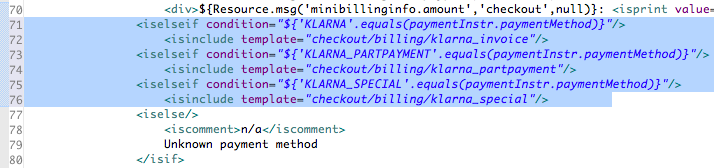 70 <div>${Resource.msg('minibillinginfo.amount','checkout',null)}: <isprint value=
71 <iselseif condition="${'KLARNA'.equals(paymentInstr.paymentMethod)}"/>
72 <isinclude template="checkout/billing/klarna_invoice"/>
73 <iselseif condition="${'KLARNA_PARTPAYMENT'.equals(paymentInstr.paymentMethod)}"/>
74 <isinclude template="checkout/billing/klarna_partpayment"/>
75 <iselseif condition="${'KLARNA_SPECIAL'.equals(paymentInstr.paymentMethod)}"/>
76 <isinclude template="checkout/billing/klarna_special"/>
77 <iselse/>
78 <iscomment>n/a</iscomment>
79 Unknown payment method
80 </isif>